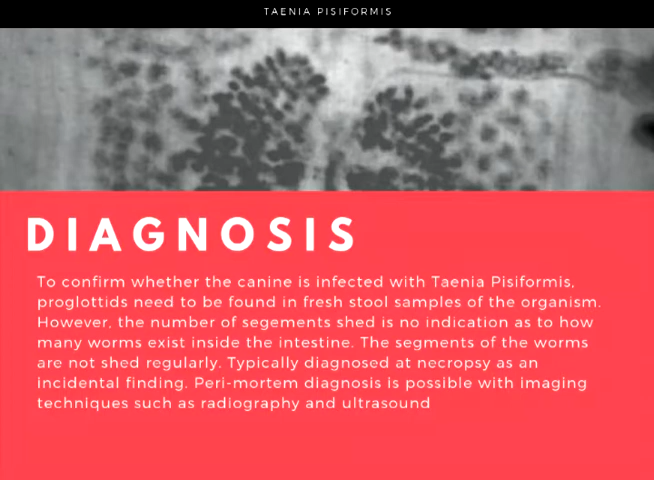 TAENIA PISIFORMIS
DIAGNOSIS
To confirm whether the canine is infected with Taenia Pisiformis,
proglottids need to be found in fresh stool samples of the organism.
However, the number of segements shed is no indication as to how
many worms exist inside the intestine. The segments of the worms
are not shed regularly. Typically diagnosed at necropsy as an
incidental finding. Peri-mortem diagnosis is possible with imaging
techniques such as radiography and ultrasound